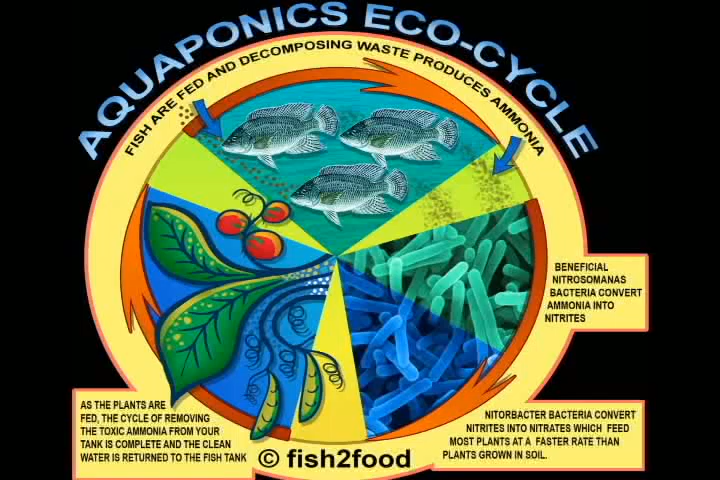 AQUAPONICS ECO-CYCLE
FISH ARE FED AND DECOMPOSING WASTE PRODUCES AMMONIA
BENEFICIAL
NITROSOMANAS
BACTERIA CONVERT
AMMONIA INTO
NITRITES
NITORBACTER BACTERIA CONVERT
NITRITES INTO NITRATES WHICH FEED
MOST PLANTS AT A FASTER RATE THAN
PLANTS GROWN IN SOIL.
AS THE PLANTS ARE
FED, THE CYCLE OF REMOVING
THE TOXIC AMMONIA FROM YOUR
TANK IS COMPLETE AND THE CLEAN
WATER IS RETURNED TO THE FISH TANK
© fish2food